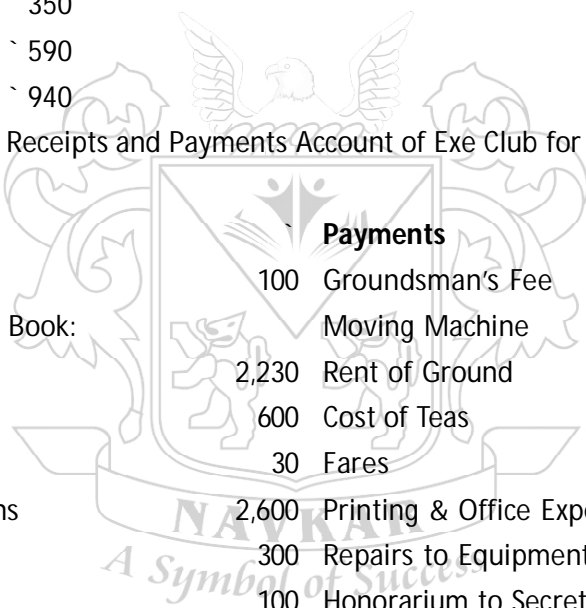 350
` 590
` 940
Receipts and Payments Account of Exe Club for
` Payments
100 Groundsman's Fee
Book: Moving Machine
2,230 Rent of Ground
600 Cost of Teas
30 Fares
ns 2,600 Printing & Office Expe
300 Repairs to Equipment
100 Honorarium to Secret
NAVKAR
A Symbol of Success